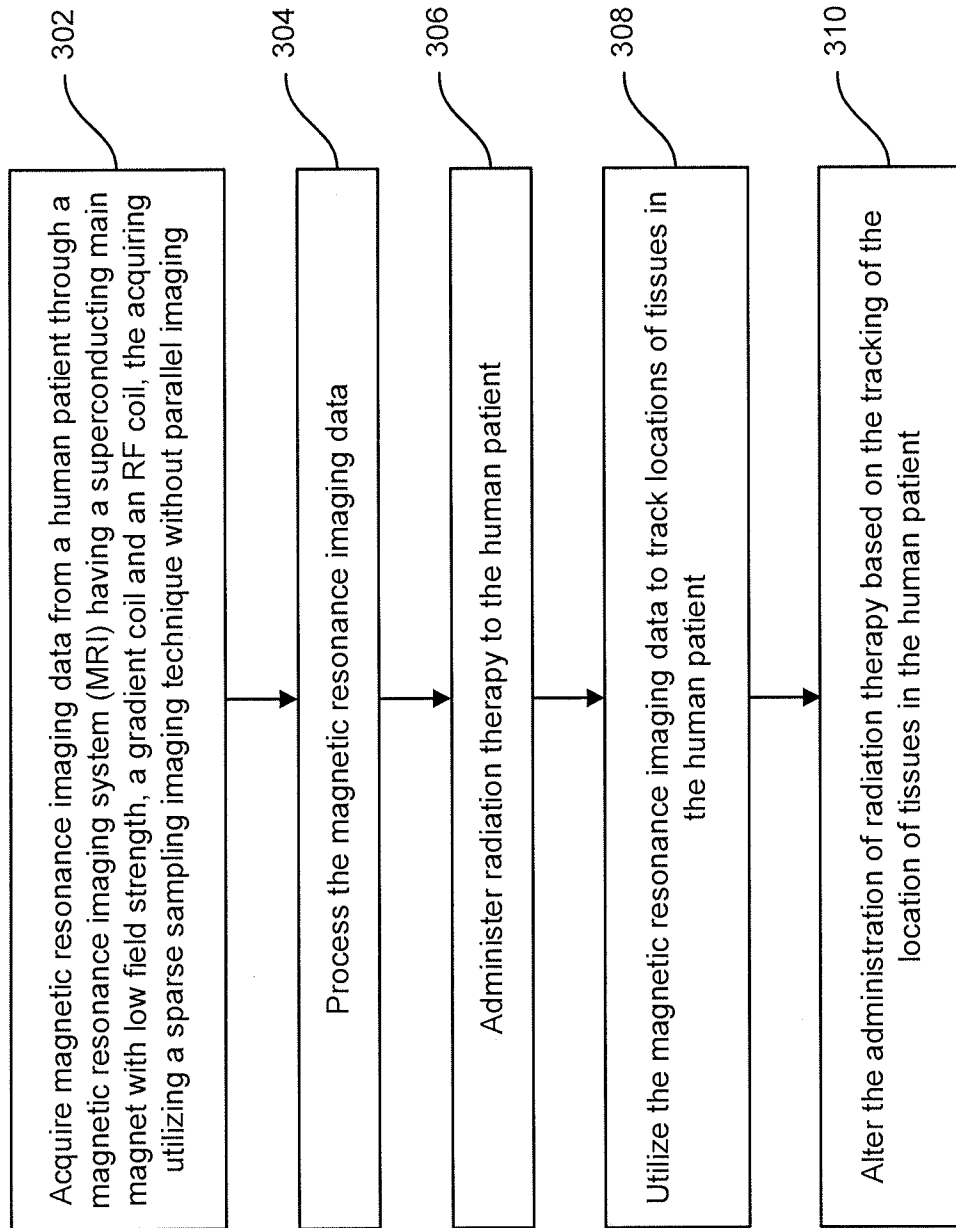 Acquire magnetic resonance imaging data from a human patient through a
magnetic resonance imaging system (MRI) having a superconducting main
magnet with low field strength, a gradient coil and an RF coil, the acquiring
utilizing a sparse sampling imaging technique without parallel imaging
302
Process the magnetic resonance imaging data
304
Administer radiation therapy to the human patient
306
Utilize the magnetic resonance imaging data to track locations of tissues in
the human patient
308
Alter the administration of radiation therapy based on the tracking of the
location of tissues in the human patient
310